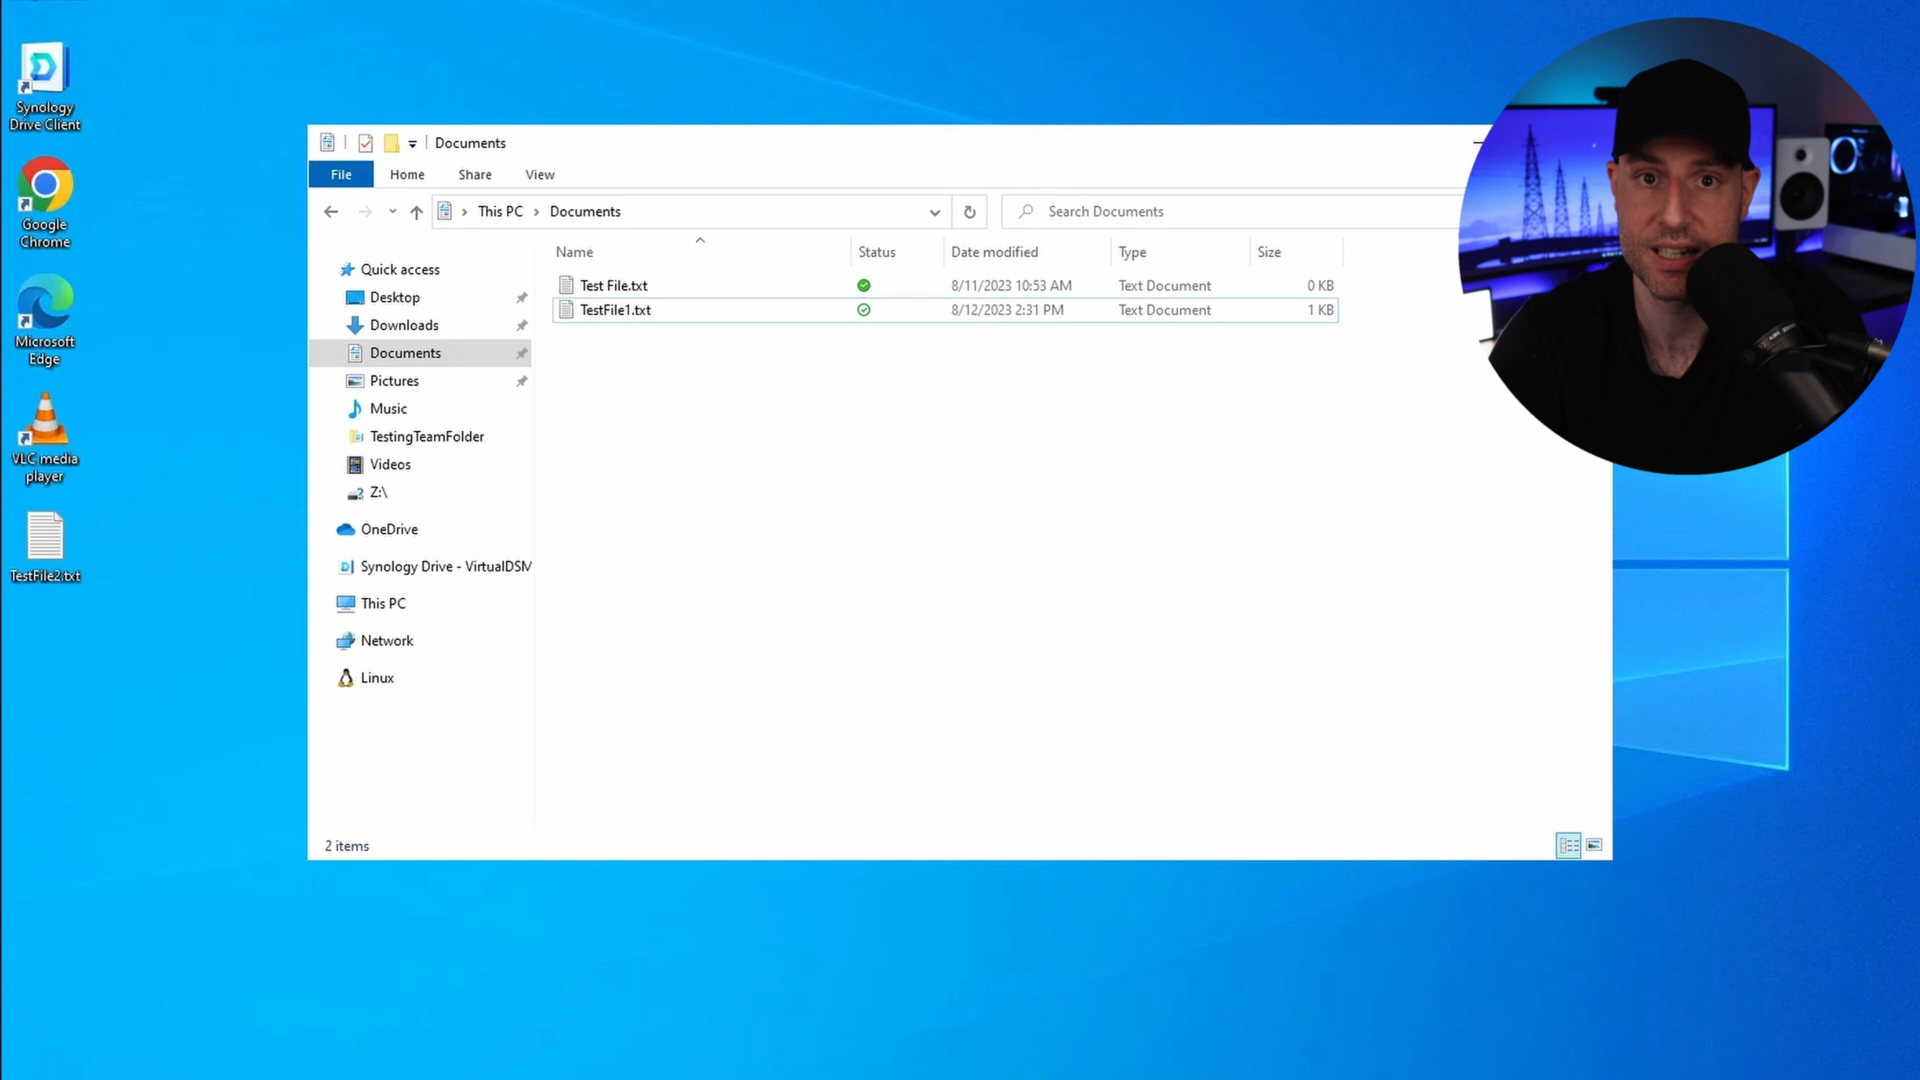 Synology
Drive Client
Google
Chrome
Microsoft
Edge
VLC media
player
TestFile2.txt
Documents
File Home Share View
This PC Documents
Search Documents
Name Status Date modified Type Size
Test File.txt 8/11/2023 10:53 AM Text Document 0 KB
TestFile1.txt 8/12/2023 2:31 PM Text Document 1 KB
Quick access
Desktop
Downloads
Documents
Pictures
Music
TestingTeamFolder
Videos
Z:\
OneDrive
Synology Drive - VirtualDSM
This PC
Network
Linux
2 items